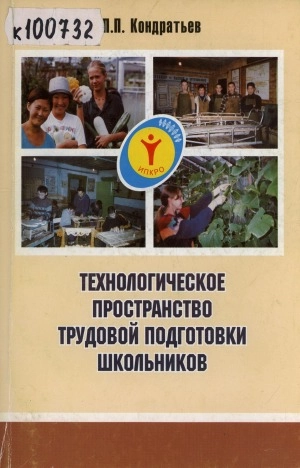 к100732
П.П. Кондратьев
ИПКРО
ТЕХНОЛОГИЧЕСКОЕ
ПРОСТРАНСТВО
ТРУДОВОЙ ПОДГОТОВКИ
ШКОЛЬНИКОВ